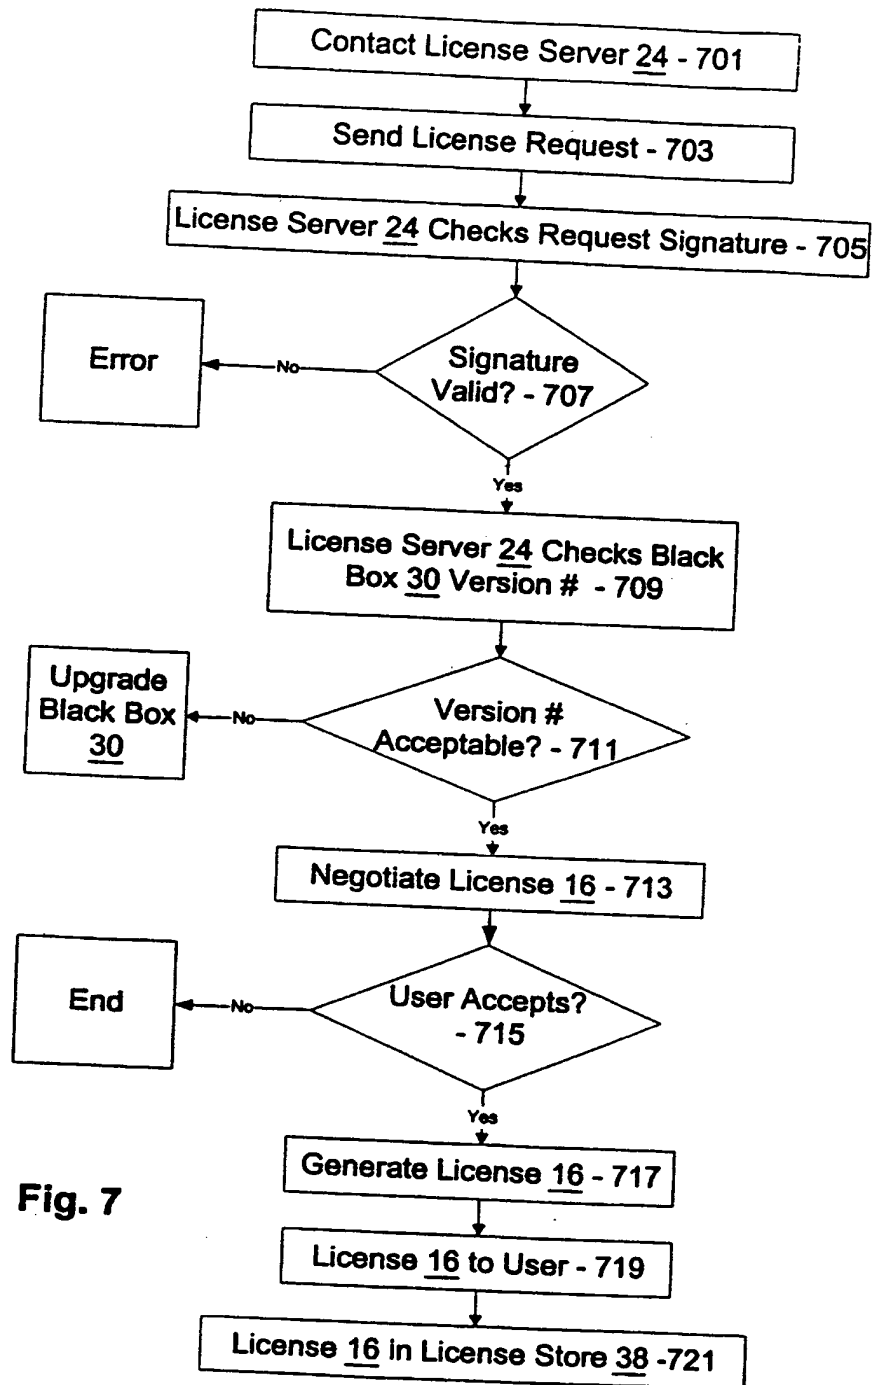 Contact License Server 24 - 701
Send License Request - 703
License Server 24 Checks Request Signature - 705
Error
No
Signature
Valid? - 707
Yes
License Server 24 Checks Black
Box 30 Version # - 709
Upgrade
Black Box
30
No
Version #
Acceptable? - 711
Yes
Negotiate License 16 - 713
End
No
User Accepts?
- 715
Yes
Generate License 16 - 717
Fig. 7
License 16 to User - 719
License 16 in License Store 38 -721